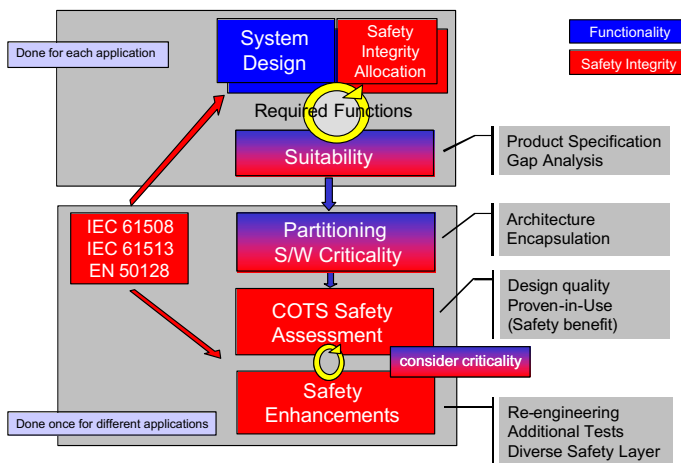 Done for each application
System
Design
Safety
Integrity
Allocation
Functionality
Safety Integrity
Required Functions
Suitability
Product Specification
Gap Analysis
IEC 61508
IEC 61513
EN 50128
Partitioning
S/W Criticality
Architecture
Encapsulation
COTS Safety
Assessment
Design quality
Proven-in-Use
(Safety benefit)
consider criticality
Safety
Enhancements
Done once for different applications
Re-engineering
Additional Tests
Diverse Safety Layer